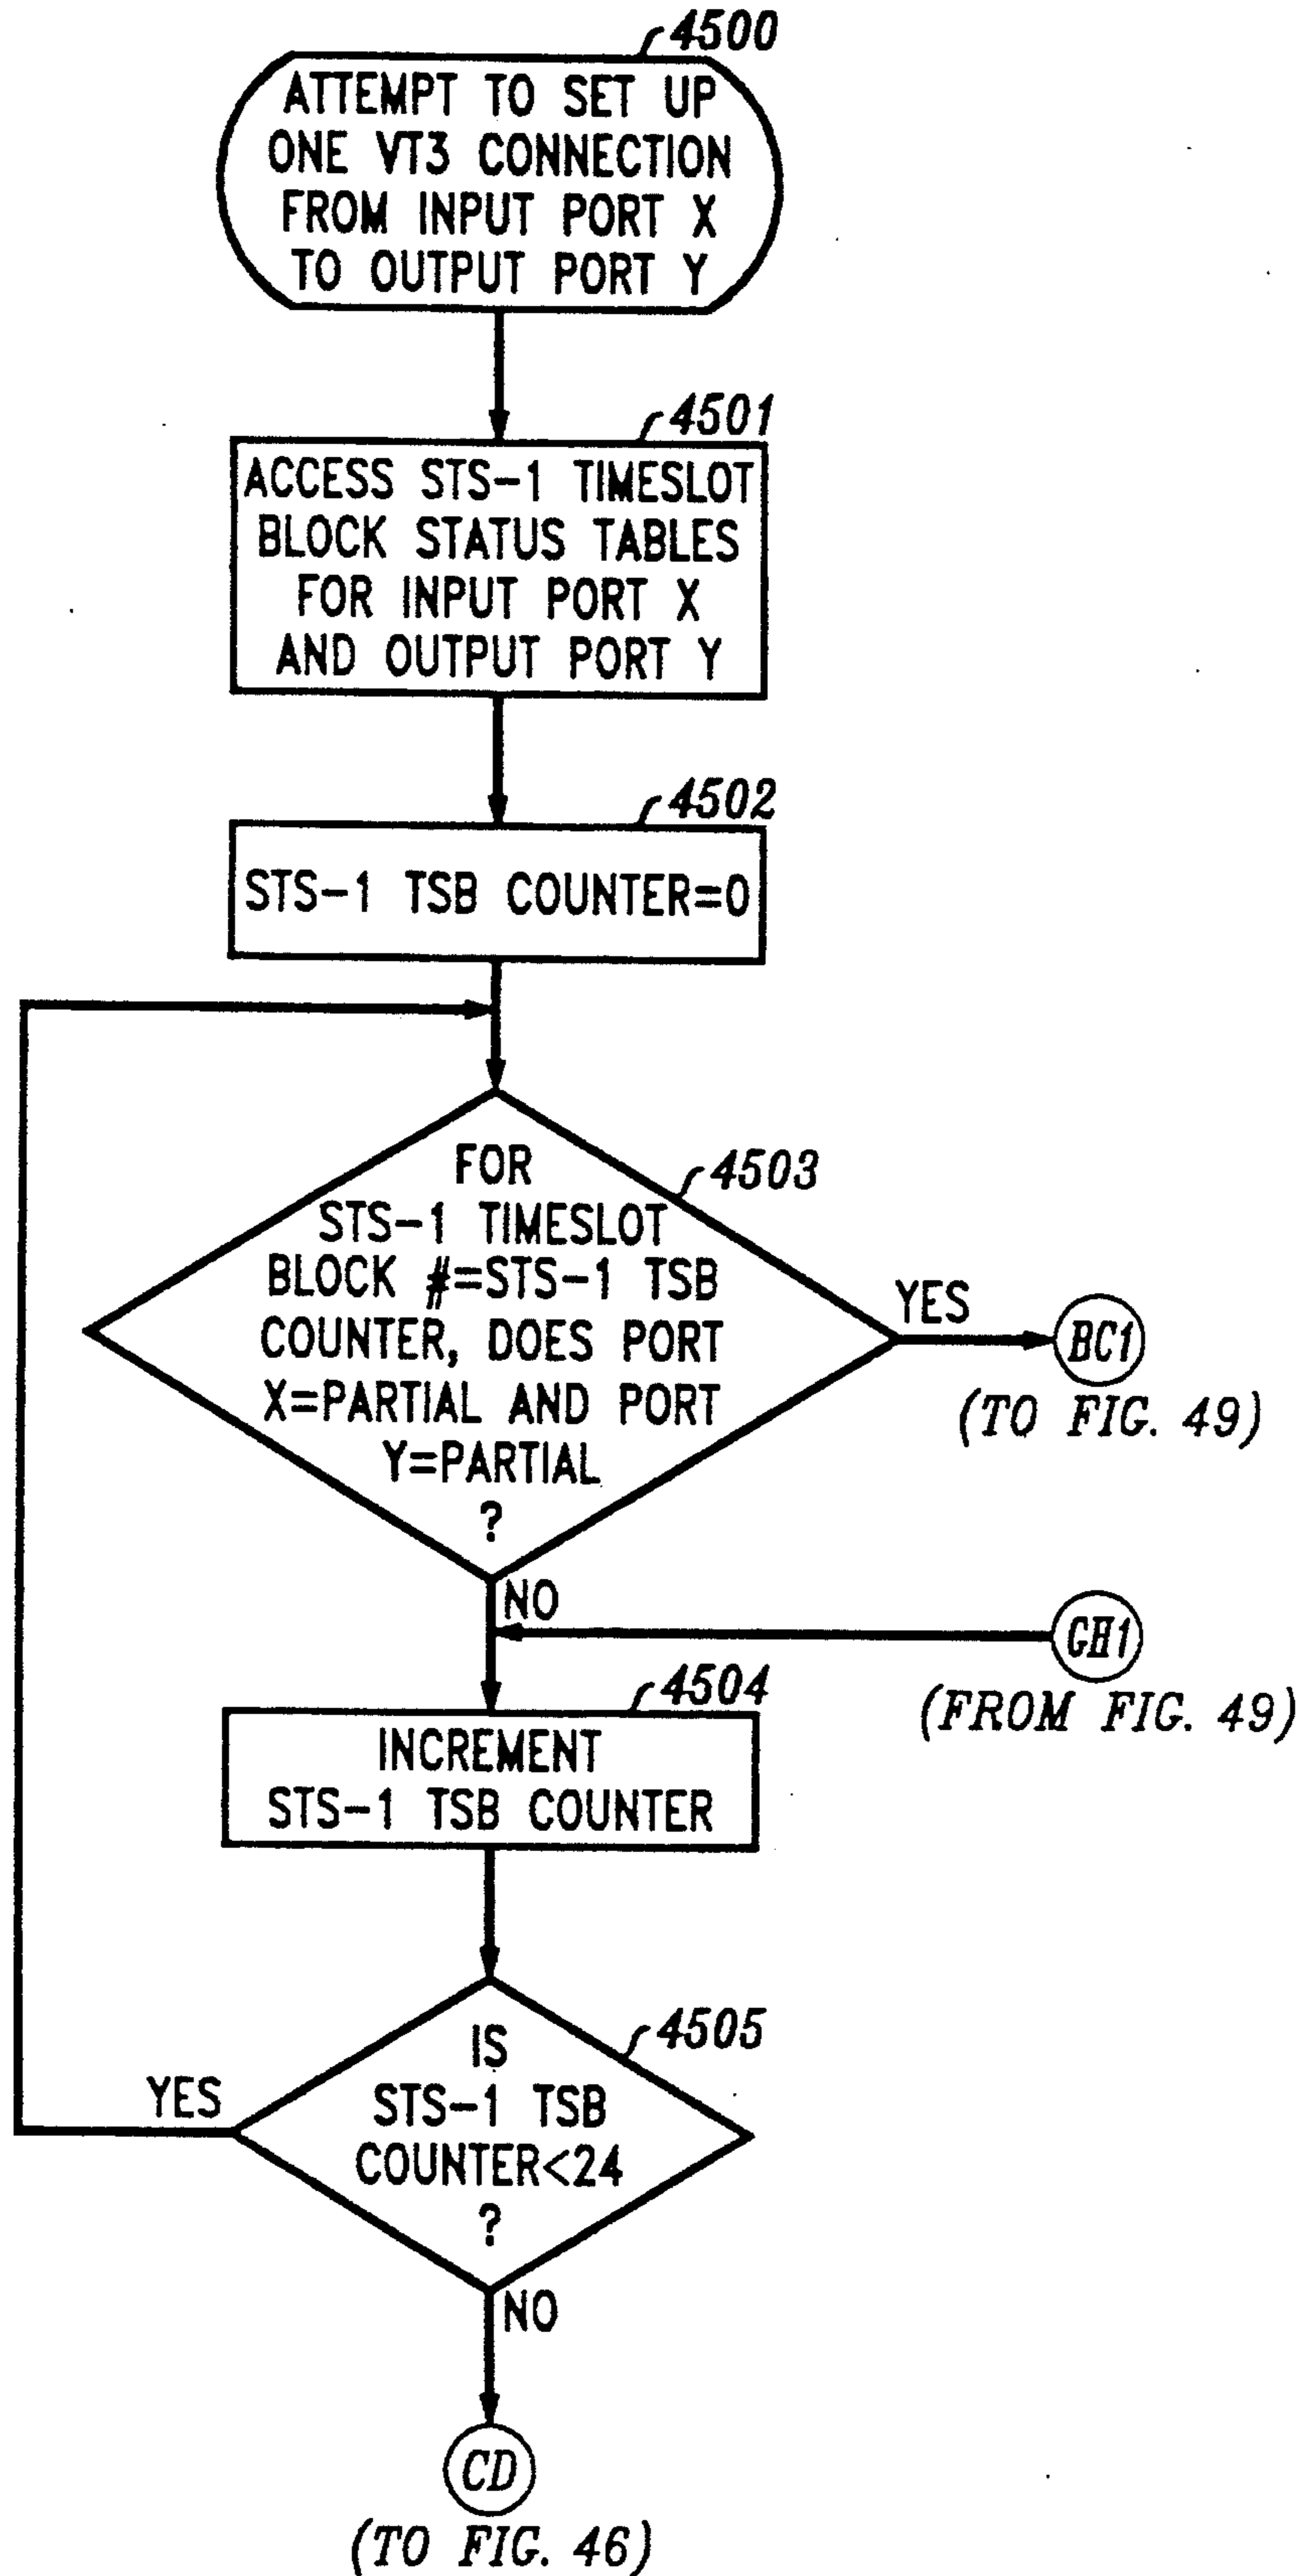 4500
ATTEMPT TO SET UP
ONE VT3 CONNECTION
FROM INPUT PORT X
TO OUTPUT PORT Y
4501
ACCESS STS-1 TIMESLOT
BLOCK STATUS TABLES
FOR INPUT PORT X
AND OUTPUT PORT Y
4502
STS-1 TSB COUNTER=0
4503
FOR
STS-1 TIMESLOT
BLOCK #=STS-1 TSB
COUNTER, DOES PORT
X=PARTIAL AND PORT
Y=PARTIAL
?
YES
BC1
(TO FIG. 49)
NO
GH1
(FROM FIG. 49)
4504
INCREMENT
STS-1 TSB COUNTER
4505
IS
STS-1 TSB
COUNTER<24
?
YES
NO
CD
(TO FIG. 46)